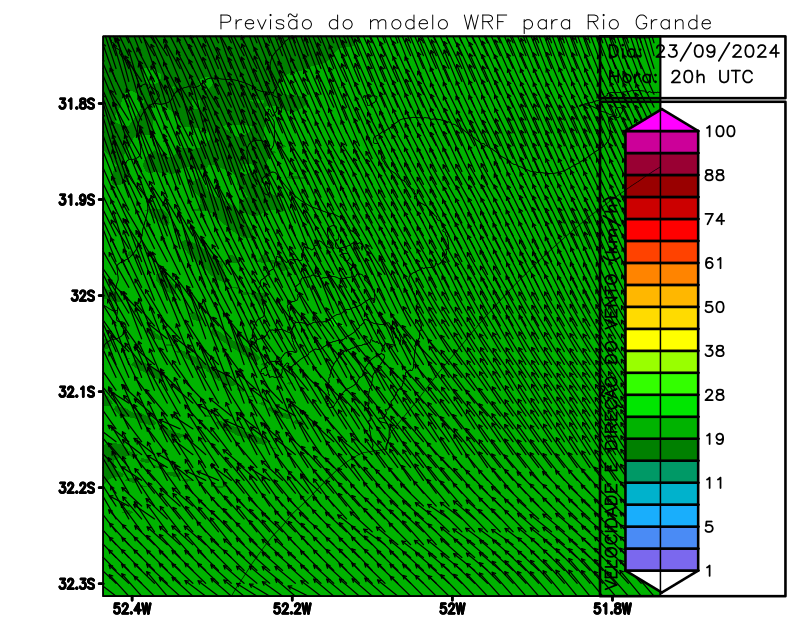 Previsão do modelo WRF para Rio Grande
Dia: 23/09/2024
Hora: 20h UTC
31.8S
31.9S
32S
32.1S
32.2S
32.3S
52.4W
52.2W
52W
51.8W
VELOCIDADE E DIREÇÃO DO VENTO (km/h)
100
88
74
61
50
38
28
19
11
5
1